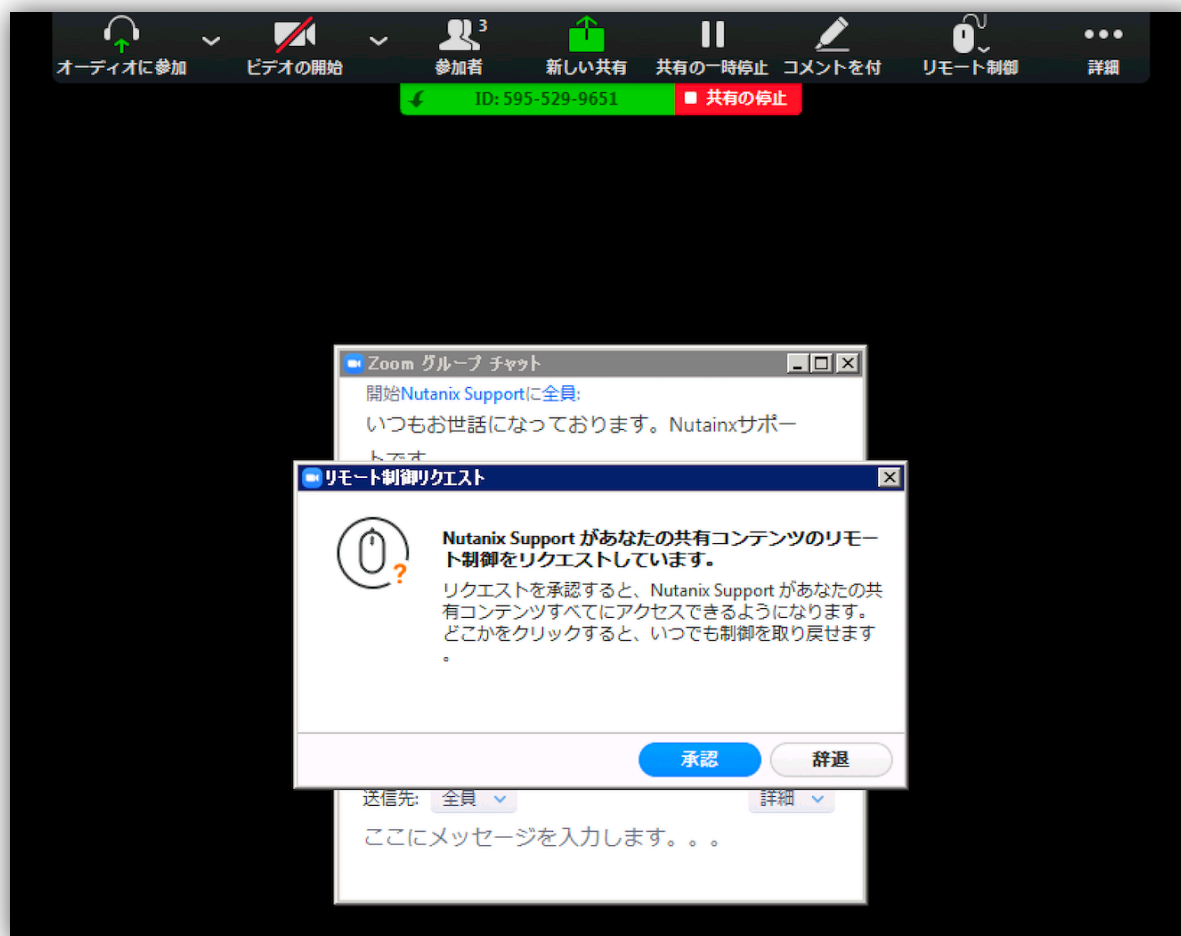 3
オーディオに参加 ビデオの開始 参加者 新しい共有 共有の一時停止 コメントを付 リモート制御 詳細
ID: 595-529-9651 共有の停止
Zoom グループ チャット
開始Nutanix Supportに全員:
いつもお世話になっております。Nutainxサポー
トです
リモート制御リクエスト
Nutanix Support があなたの共有コンテンツのリモー
ト制御をリクエストしています。
リクエストを承認すると、Nutanix Support があなたの共
有コンテンツすべてにアクセスできるようになります。
どこかをクリックすると、いつでも制御を取り戻せます
。
承認 辞退
送信先: 全員 詳細
ここにメッセージを入力します。。。